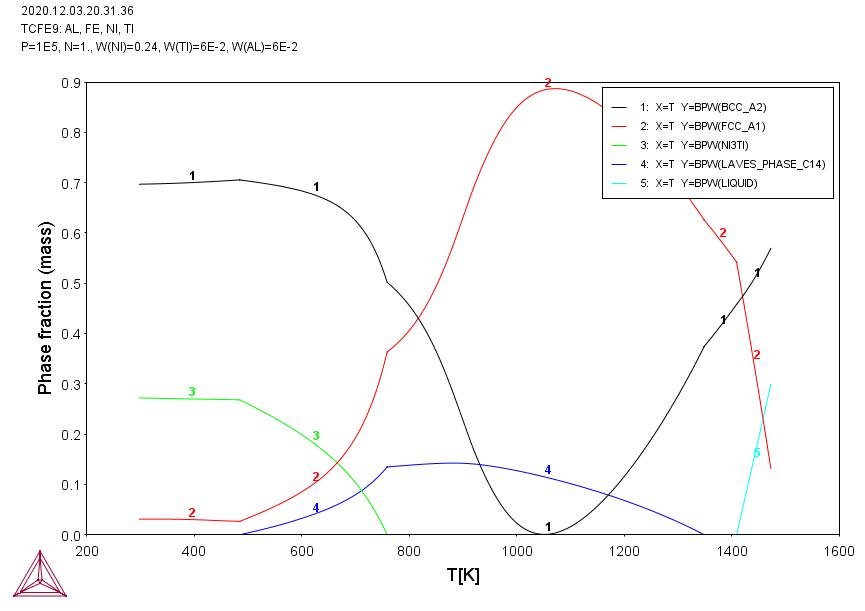 2020.12.03.20.31.36
TCFE9: AL, FE, NI, TI
P=1E5, N=1., W(NI)=0.24, W(TI)=6E-2, W(AL)=6E-2
0.9
0.8
0.7
0.6
0.5
0.4
0.3
0.2
0.1
0.0
Phase fraction (mass)
1: X=T Y=BPW(BCC_A2)
2: X=T Y=BPW(FCC_A1)
3: X=T Y=BPW(NI3TI)
4: X=T Y=BPW(LAVES_PHASE_C14)
5: X=T Y=BPW(LIQUID)
2
1
1
2
1
1
3
2
3
5
2
4
4
2
1
200 400 600 800 1000 1200 1400 1600
T[K]